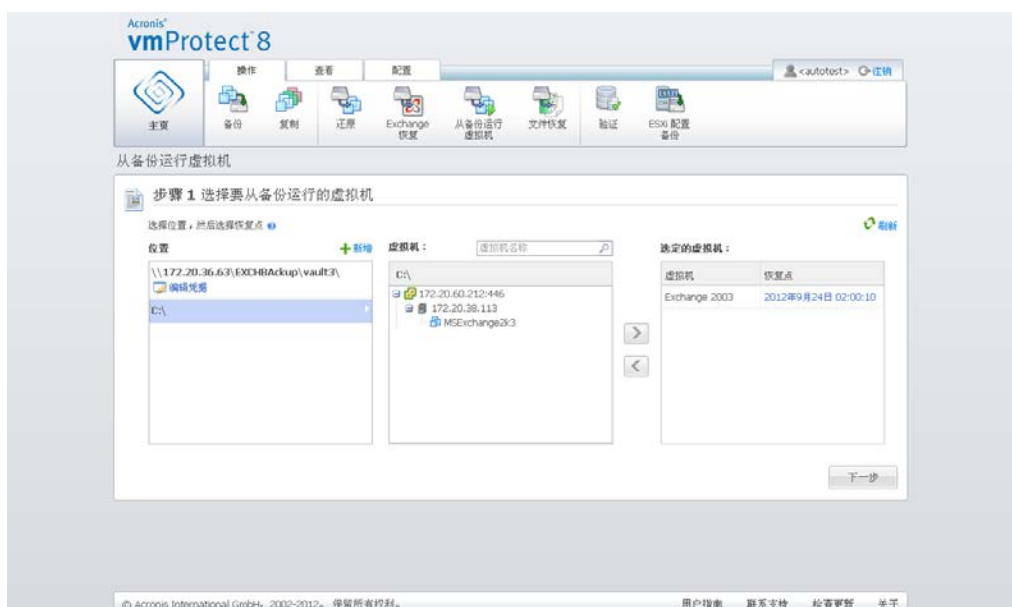 Acronis®
vmProtect™8
操作 查看 配置 <autotest> 注销
主页 备份 复制 还原 Exchange 恢复 从备份运行 虚拟机 文件恢复 验证 ESXi 配置 备份
从备份运行虚拟机
步骤 1 选择要从备份运行的虚拟机
选择位置，然后选择恢复点 刷新
位置 新增 虚拟机： 虚拟机名称 选定的虚拟机：
\\172.20.36.63\EXCHBAckup\vault3\
编辑凭据
C:\
C:\
172.20.60.212:446
172.20.38.113
MSExchange2k3
虚拟机 恢复点
Exchange 2003 2012年9月24日 02:00:10
下一步
© Acronis International GmbH, 2002-2012。 保留所有权利。 用户指南 联系支持 检查更新 关于